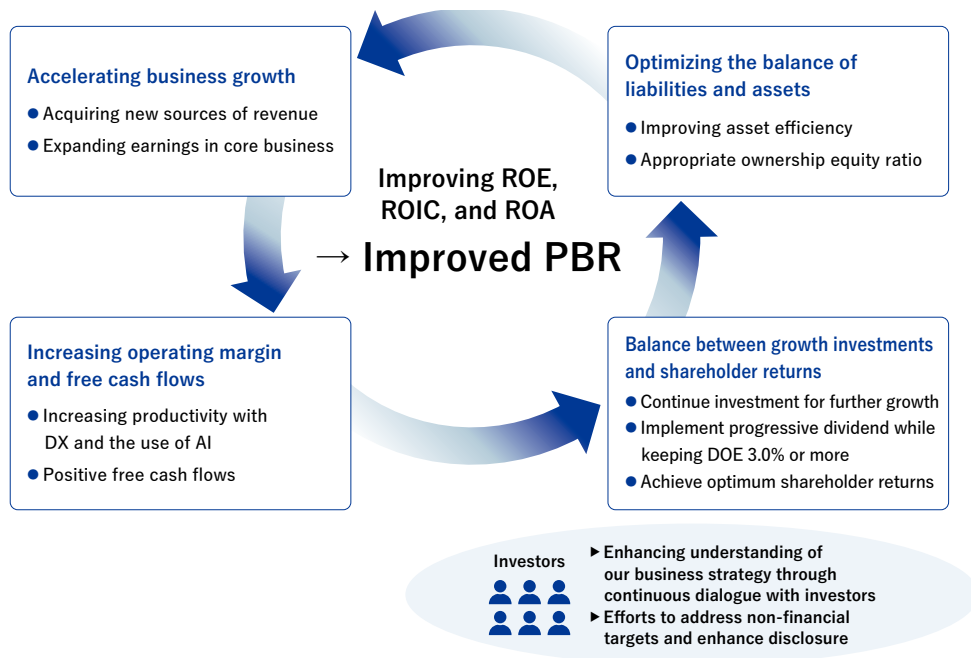 Accelerating business growth
● Acquiring new sources of revenue
● Expanding earnings in core business
Optimizing the balance of
liabilities and assets
● Improving asset efficiency
● Appropriate ownership equity ratio
Improving ROE,
ROIC, and ROA
→ Improved PBR
Increasing operating margin
and free cash flows
● Increasing productivity with
DX and the use of AI
● Positive free cash flows
Balance between growth investments
and shareholder returns
● Continue investment for further growth
● Implement progressive dividend while
keeping DOE 3.0% or more
● Achieve optimum shareholder returns
Investors
▶ Enhancing understanding of
our business strategy through
continuous dialogue with investors
▶ Efforts to address non-financial
targets and enhance disclosure